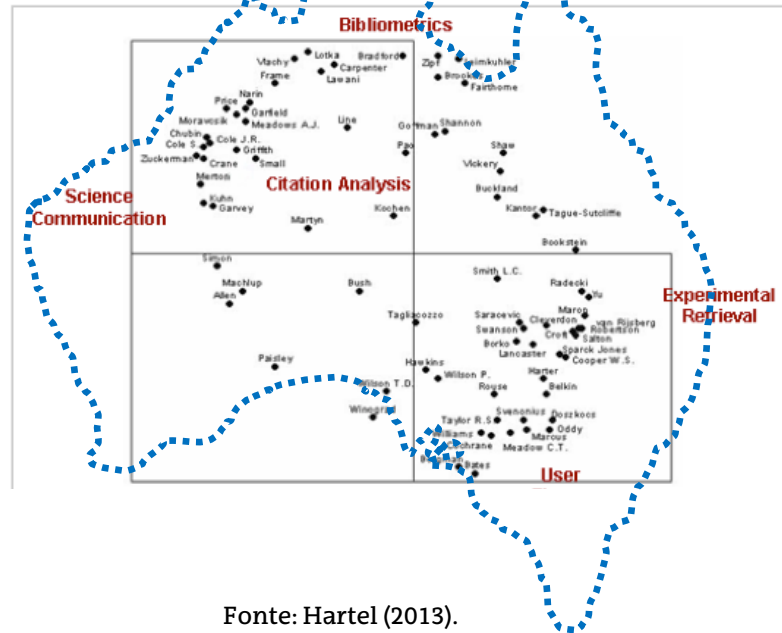 Bibliometrics
Lotka
Vlachy
Bradford
Carpenter
Lawani
Frame
Zipf
Brookes
Fairthorne
Narin
Price
Garfield
Moravcsik
Meadows A.J.
Line
Goffman
Shannon
Chubin
Cole J.R.
Cole S.
Griffith
Zuckerman
Crane
Small
Pao
Shaw
Vickery
Merton
Citation Analysis
Science
Communication
Kuhn
Garvey
Kochen
Martyn
Buckland
Kantor
Tague-Sutcliffe
Bookstein
Simon
Machlup
Allen
Bush
Smith L.C.
Radecki
Yu
Experimental
Retrieval
Maron
Tagliacozzo
Saracevic
Cleverdon
van Rijsberg
Swanson
Croft
Robertson
Salton
Borko
Lancaster
Sparck Jones
Cooper W.S.
Paisley
Hawkins
Wilson P.
Harter
Wilson T.D.
Rouse
Belkin
Winograd
Taylor R.S
Svenonius
Doszkocs
Williams
Oddy
Marcus
Cochrane
Meadow C.T.
Bates
User
Fonte: Hartel (2013).